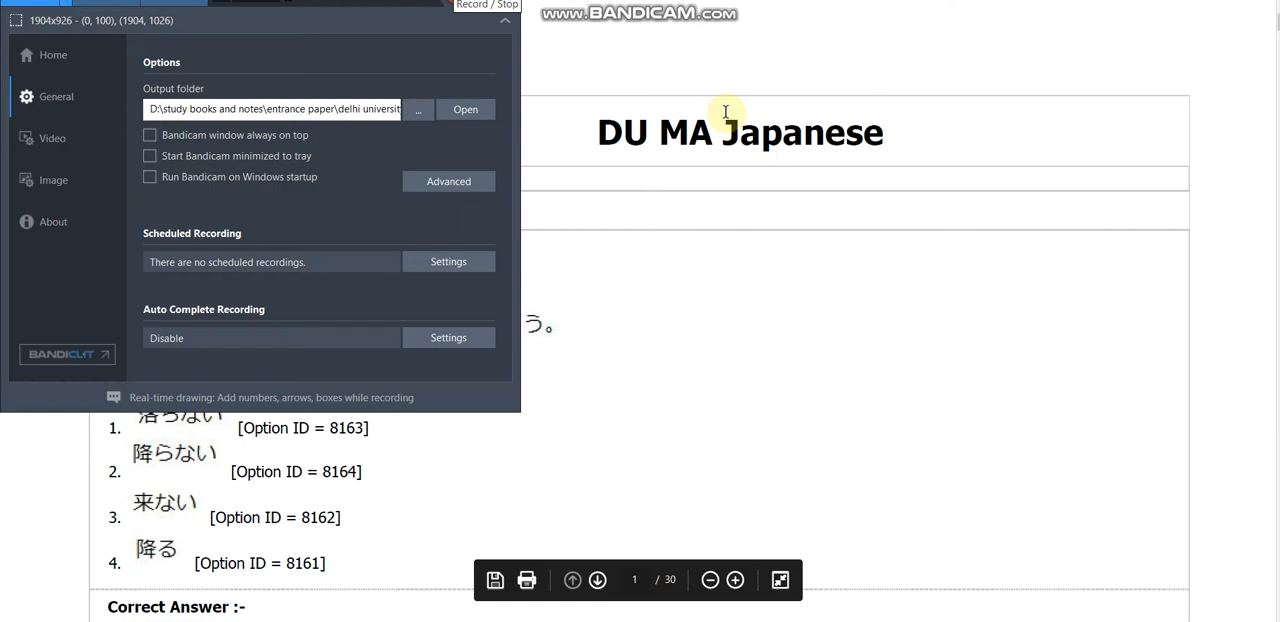 Record / Stop
www.BANDICAM.com
1904x926 - (0, 100), (1904, 1026)
Home
General
Video
Image
About
BANDICUT
Options
Output folder
D:\study books and notes\entrance paper\delhi universit
...
Open
Bandicam window always on top
Start Bandicam minimized to tray
Run Bandicam on Windows startup
Advanced
Scheduled Recording
There are no scheduled recordings.
Settings
Auto Complete Recording
Disable
Settings
Real-time drawing: Add numbers, arrows, boxes while recording
DU MA Japanese
う。
1. 落らない [Option ID = 8163]
2. 降らない [Option ID = 8164]
3. 来ない [Option ID = 8162]
4. 降る [Option ID = 8161]
Correct Answer :-
1 / 30